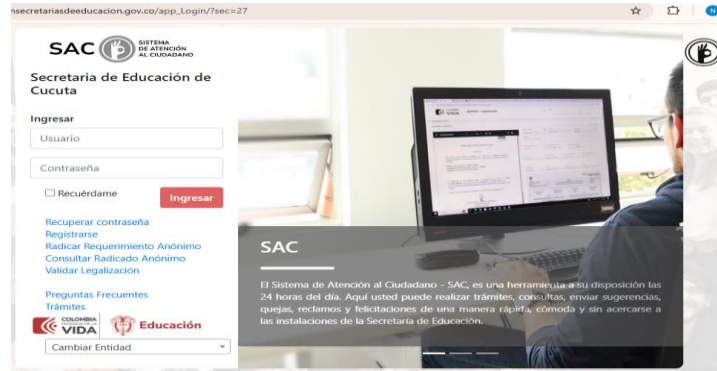 nsecretariasdeeducacion.gov.co/app_Login/?sec=27
SAC
SISTEMA
DE ATENCIÓN
AL CIUDADANO
Secretaria de Educación de
Cucuta
Ingresar
Usuario
Contraseña
Recuérdame
Ingresar
Recuperar contraseña
Registrarse
Radicar Requerimiento Anónimo
Consultar Radicado Anónimo
Validar Legalización
Preguntas Frecuentes
Trámites
COLOMBIA
VIDA
Educación
Cambiar Entidad
VIDA
SAC
El Sistema de Atención al Ciudadano - SAC, es una herramienta a su disposición las
24 horas del día. Aquí usted puede realizar trámites, consultas, enviar sugerencias,
quejas, reclamos y felicitaciones de una manera rápida, cómoda y sin acercarse a
las instalaciones de la Secretaría de Educación.
N